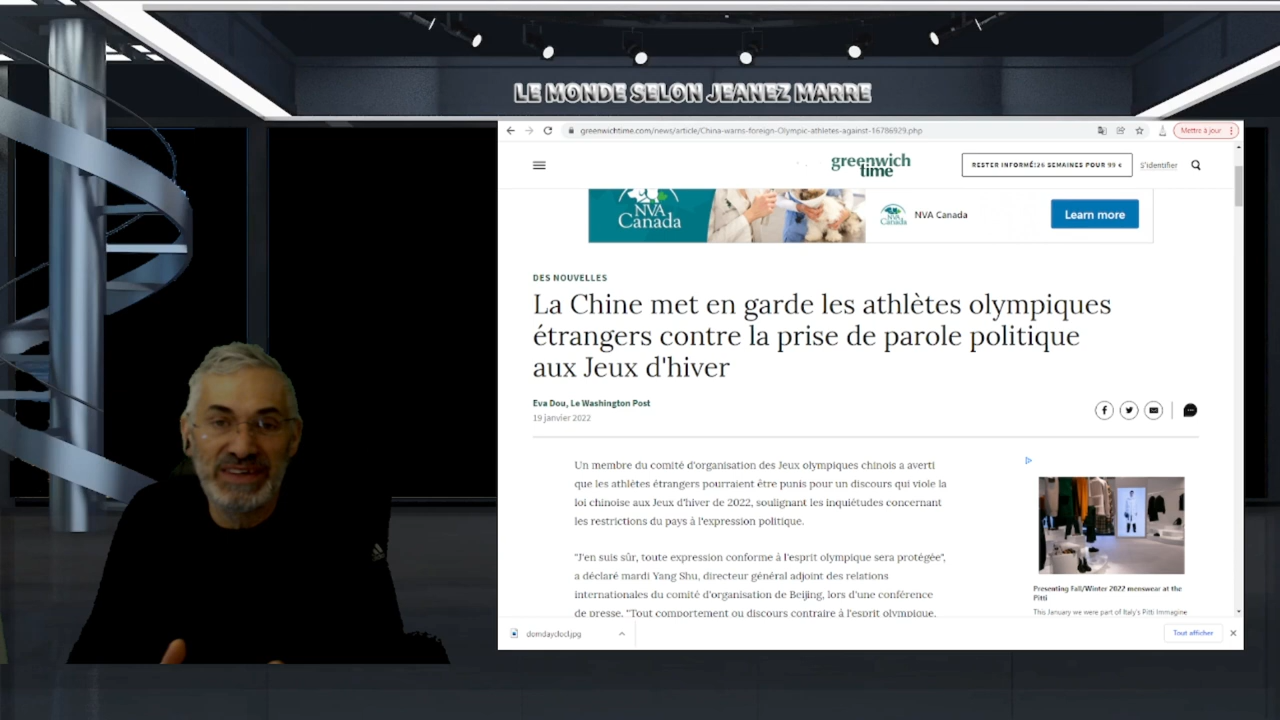 LE MONDE SELON JEANEZ MARRE
greenwichtime.com/news/article/China-warns-foreign-Olympic-athletes-against-16786929.php
Mettre à jour
greenwich
time
RESTER INFORMÉ!26 SEMAINES POUR 99 ¢
S'identifier
NVA
Canada
NVA
Canada
NVA Canada
Learn more
DES NOUVELLES
La Chine met en garde les athlètes olympiques
étrangers contre la prise de parole politique
aux Jeux d'hiver
Eva Dou, Le Washington Post
19 janvier 2022
Un membre du comité d'organisation des Jeux olympiques chinois a averti
que les athlètes étrangers pourraient être punis pour un discours qui viole la
loi chinoise aux Jeux d'hiver de 2022, soulignant les inquiétudes concernant
les restrictions du pays à l'expression politique.
"J'en suis sûr, toute expression conforme à l'esprit olympique sera protégée",
a déclaré mardi Yang Shu, directeur général adjoint des relations
internationales du comité d'organisation de Beijing, lors d'une conférence
de presse. "Tout comportement ou discours contraire à l'esprit olympique,
Presenting Fall/Winter 2022 menswear at the
Pitti
This January we were part of Italy's Pitti Immagine
domdayclocl.jpg
Tout afficher